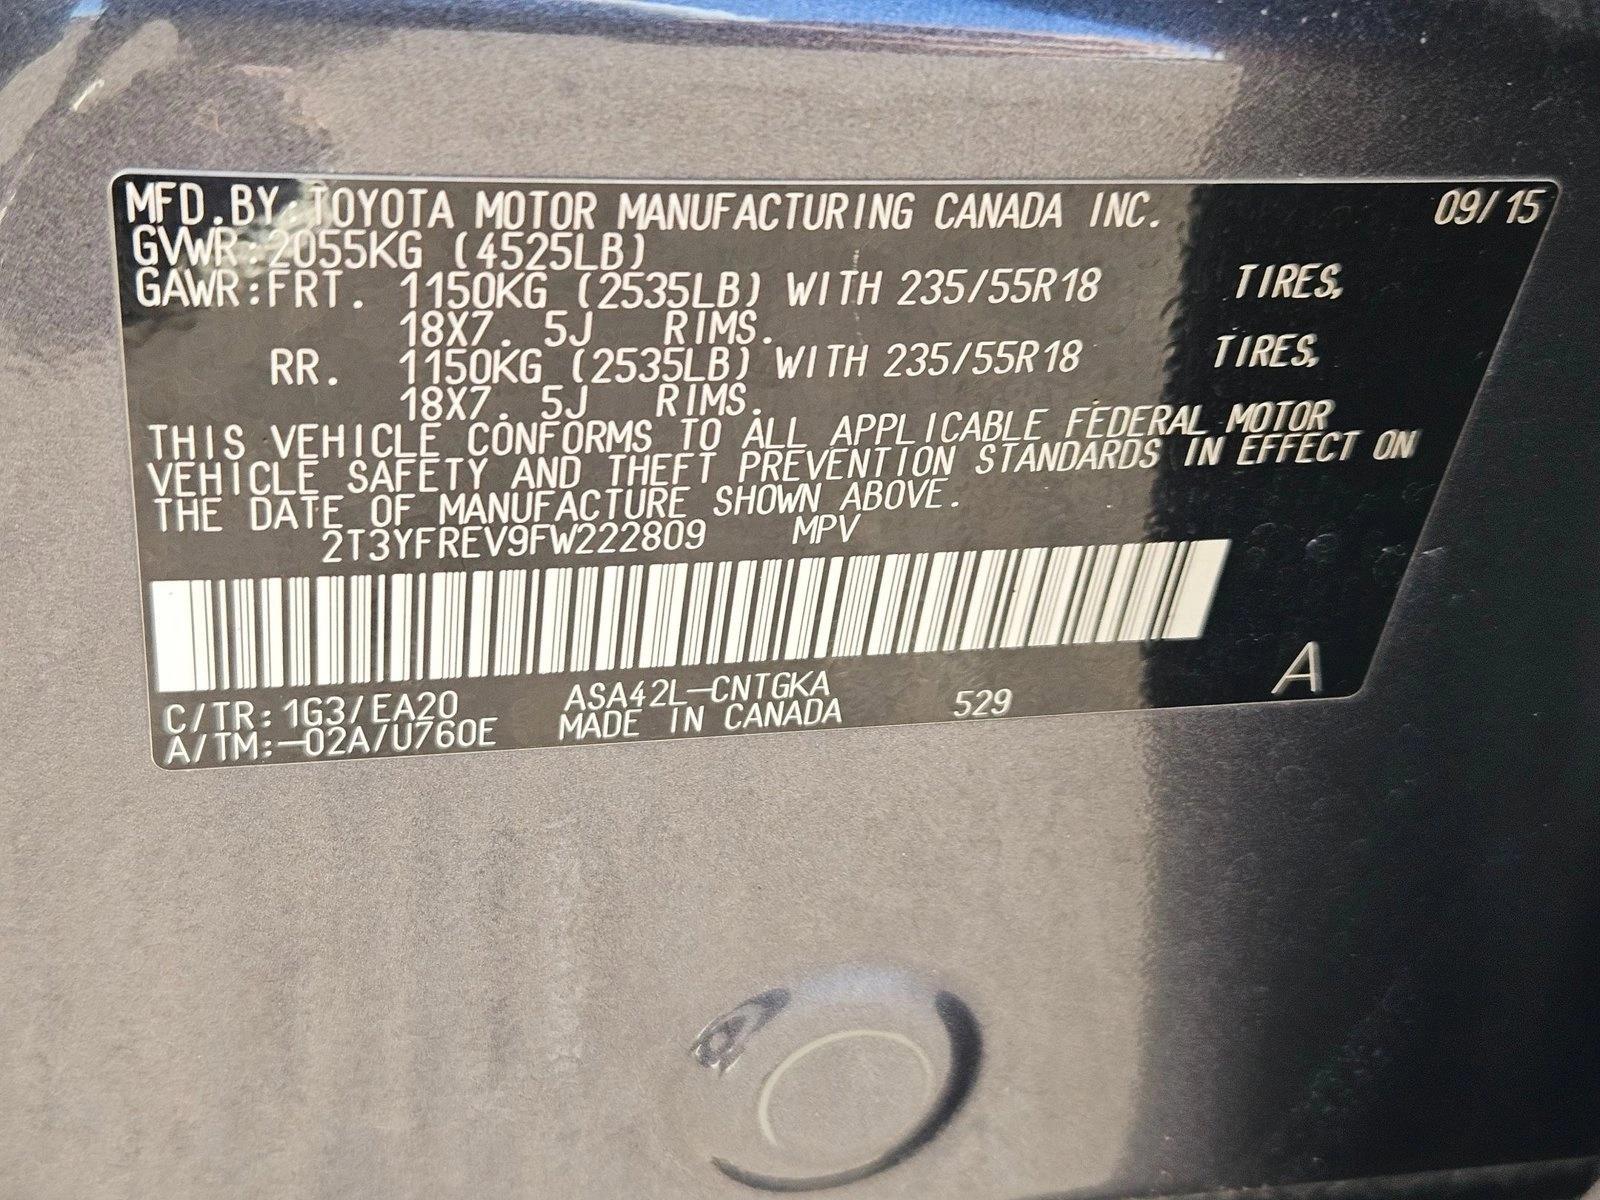 MFD.BY:TOYOTA MOTOR MANUFACTURING CANADA INC. 09/15
GVWR:2055KG (4525LB)
GAWR:FRT. 1150KG (2535LB) WITH 235/55R18 TIRES,
18X7. 5J RIMS.
RR. 1150KG (2535LB) WITH 235/55R18 TIRES,
18X7. 5J RIMS.
THIS VEHICLE CONFORMS TO ALL APPLICABLE FEDERAL MOTOR
VEHICLE SAFETY AND THEFT PREVENTION STANDARDS IN EFFECT ON
THE DATE OF MANUFACTURE SHOWN ABOVE.
2T3YFREV9FW222809 MPV
C/TR:1G3/EA20 ASA42L-CNTGKA 529 A
A/TM:-02A/U760E MADE IN CANADA